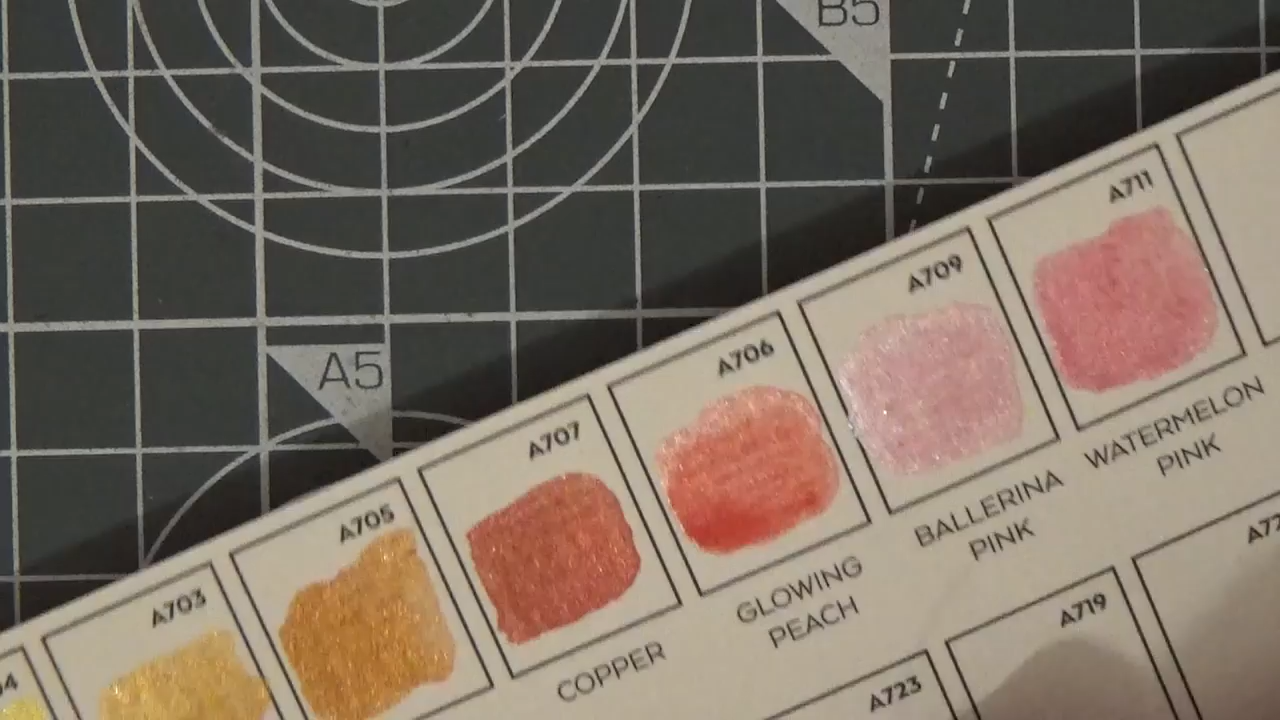 B5
A5
A711
A709
A706
A707
A705
A703
WATERMELON
PINK
BALLERINA
PINK
GLOWING
PEACH
COPPER
A719
A723